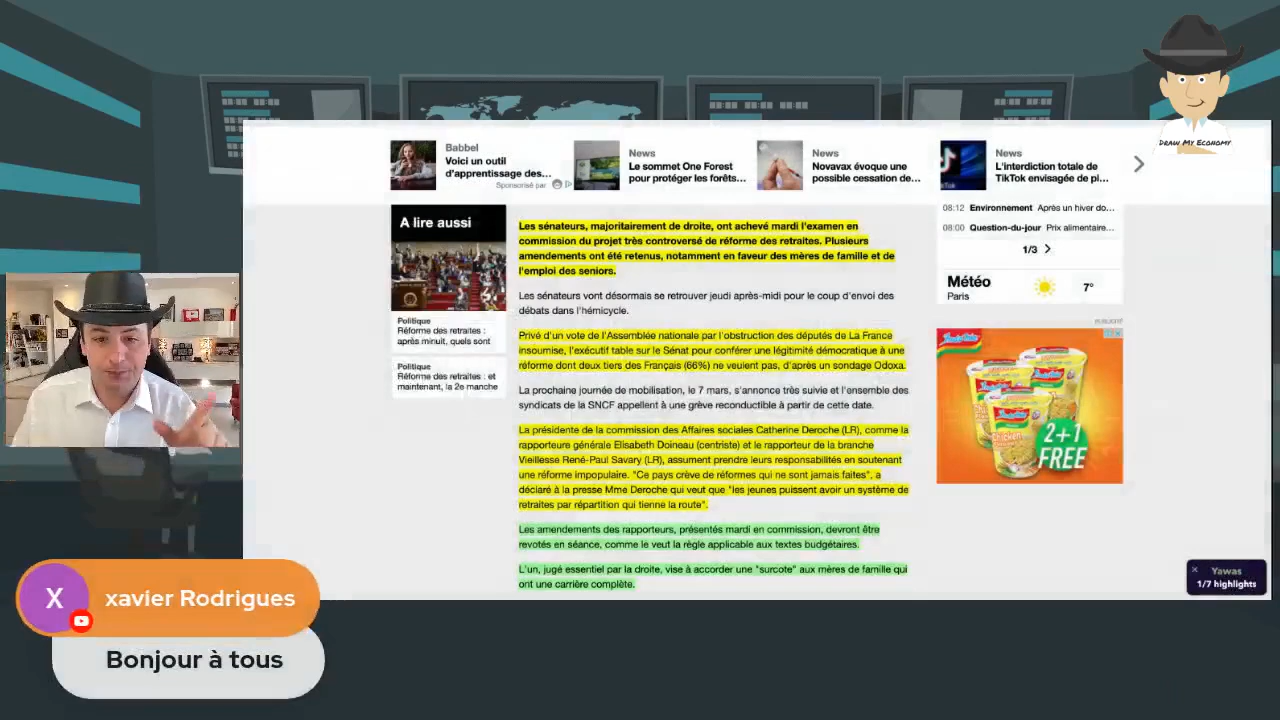 DRAW MY ECONOMY
Babbel
Voici un outil
d'apprentissage des...
Sponsorisé par
News
Le sommet One Forest
pour protéger les forêts...
News
Novavax évoque une
possible cessation de...
News
L'interdiction totale de
TikTok envisagée de pi...
A lire aussi
Politique
Réforme des retraites :
après minuit, quels sont
Politique
Réforme des retraites : et
maintenant, la 2e manche
Les sénateurs, majoritairement de droite, ont achevé mardi l'examen en
commission du projet très controversé de réforme des retraites. Plusieurs
amendements ont été retenus, notamment en faveur des mères de famille et de
l'emploi des seniors.
Les sénateurs vont désormais se retrouver jeudi après-midi pour le coup d'envoi des
débats dans l'hémicycle.
Privé d'un vote de l'Assemblée nationale par l'obstruction des députés de La France
insoumise, l'exécutif table sur le Sénat pour conférer une légitimité démocratique à une
réforme dont deux tiers des Français (66%) ne veulent pas, d'après un sondage Odoxa.
La prochaine journée de mobilisation, le 7 mars, s'annonce très suivie et l'ensemble des
syndicats de la SNCF appellent à une grève reconductible à partir de cette date.
La présidente de la commission des Affaires sociales Catherine Deroche (LR), comme la
rapporteure générale Elisabeth Doineau (centriste) et le rapporteur de la branche
Vieillesse René-Paul Savary (LR), assument prendre leurs responsabilités en soutenant
une réforme impopulaire. "Ce pays crève de réformes qui ne sont jamais faites", a
déclaré à la presse Mme Deroche qui veut que "les jeunes puissent avoir un système de
retraites par répartition qui tienne la route".
Les amendements des rapporteurs, présentés mardi en commission, devront être
revotés en séance, comme le veut la règle applicable aux textes budgétaires.
L'un, jugé essentiel par la droite, vise à accorder une "surcote" aux mères de famille qui
ont une carrière complète.
08:12 Environnement Après un hiver do...
08:00 Question-du-jour Prix alimentaire...
1/3
Météo
Paris
7°
Indomie
2+1
FREE
Yawas
1/7 highlights
X
xavier Rodrigues
Bonjour à tous